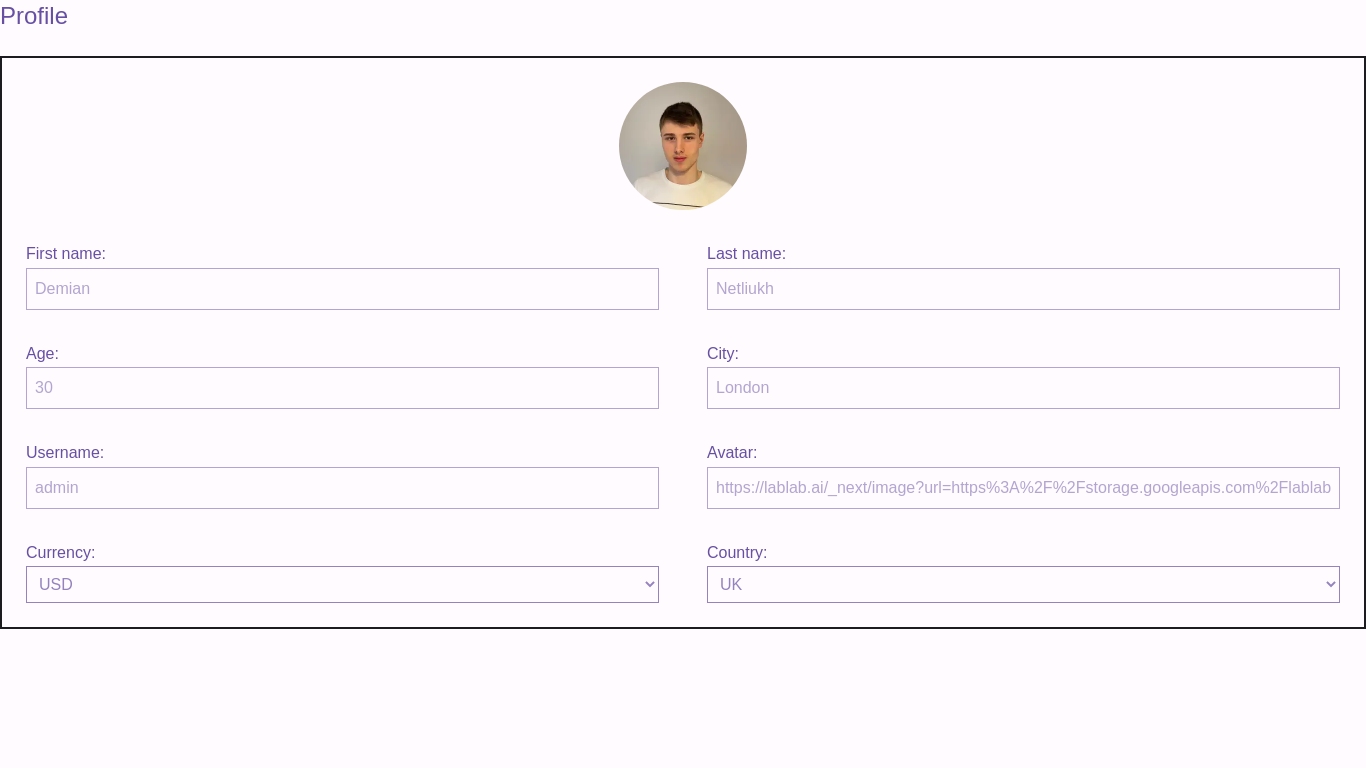 Profile
First name:
Last name:
Demian
Netliukh
Age:
City:
30
London
Username:
Avatar:
admin
https://lablab.ai/_next/image?url=https%3A%2F%2Fstorage.googleapis.com%2Flablab
Currency:
Country:
USD
UK